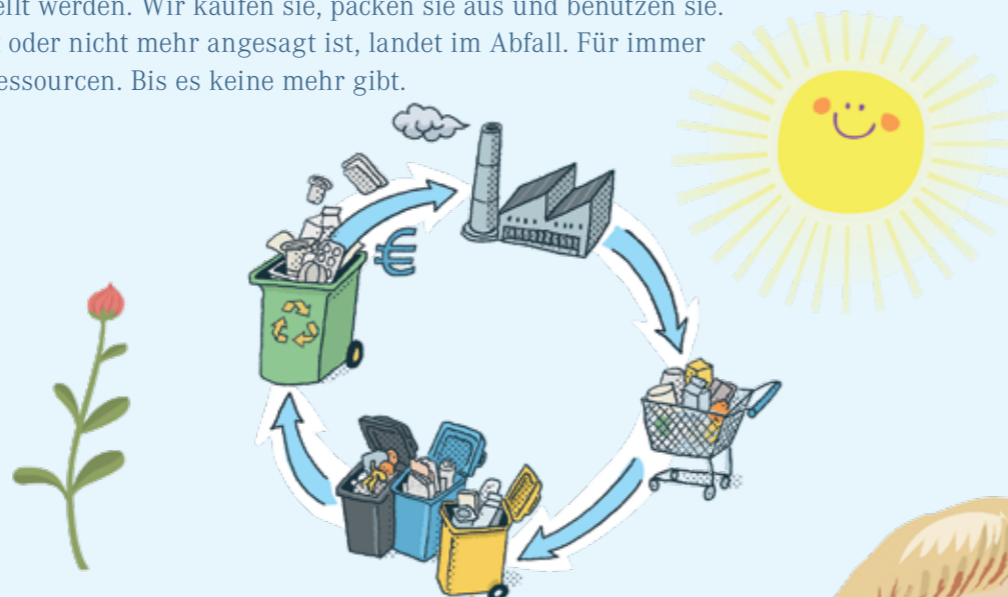 ellt werden. Wir kaufen sie, packen sie aus und benutzen sie.
oder nicht mehr angesagt ist, landet im Abfall. Für immer
essourcen. Bis es keine mehr gibt.
€